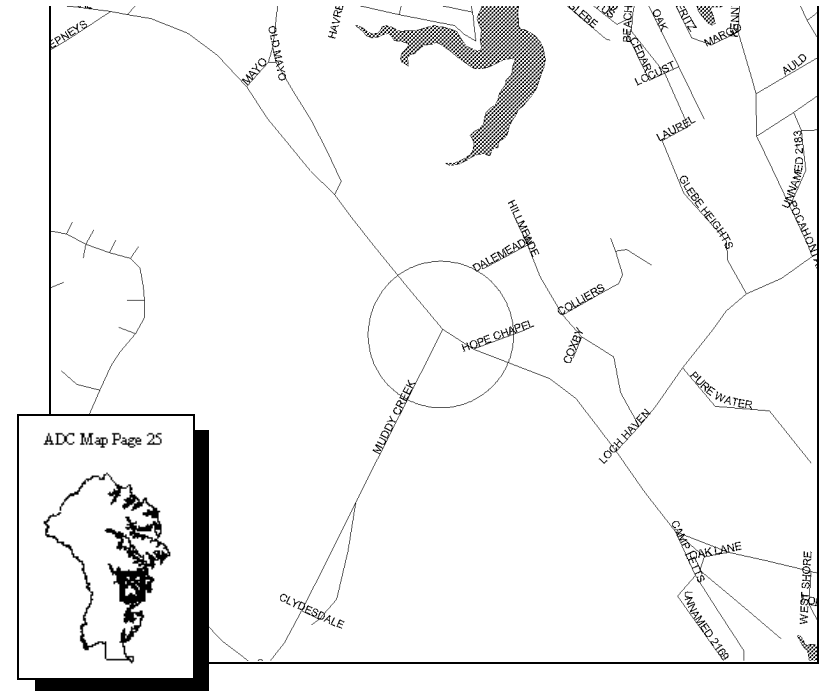 EPNEYS
MAYO
OLD MAYO
HAVRE
GLEBE
BEACH
OAK
CEDAR
LOCUST
LAUREL
AULD
UNNAMED 2183
GLEBE HEIGHTS
HILLMEADE
DALEMEADE
COLLIERS
HOPE CHAPEL
COXBY
MUDDY CREEK
PURE WATER
LOCH HAVEN
ADC Map Page 25
CAMP LETTS
OAK LANE
WEST SHORE
CLYDESDALE
UNNAMED 2169